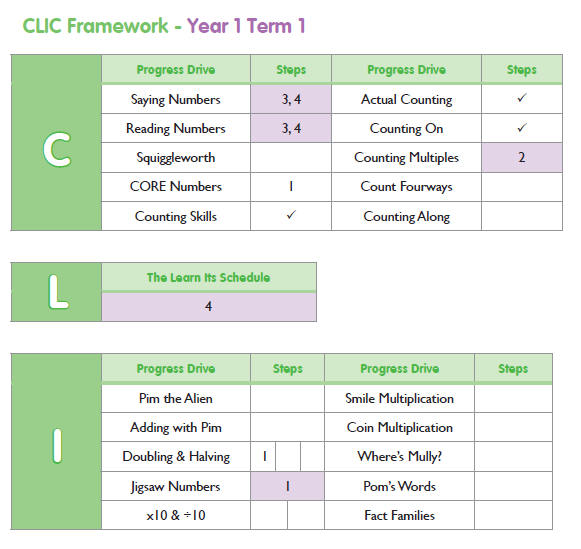 CLIC Framework - Year 1 Term 1
C
Progress Drive Steps Progress Drive Steps
Saying Numbers 3, 4 Actual Counting ✓
Reading Numbers 3, 4 Counting On ✓
Squiggleworth Counting Multiples 2
CORE Numbers 1 Count Fourways
Counting Skills ✓ Counting Along
L
The Learn Its Schedule
4
I
Progress Drive Steps Progress Drive Steps
Pim the Alien Smile Multiplication
Adding with Pim Coin Multiplication
Doubling & Halving 1 Where's Mully?
Jigsaw Numbers 1 Pom's Words
x10 & ÷10 Fact Families